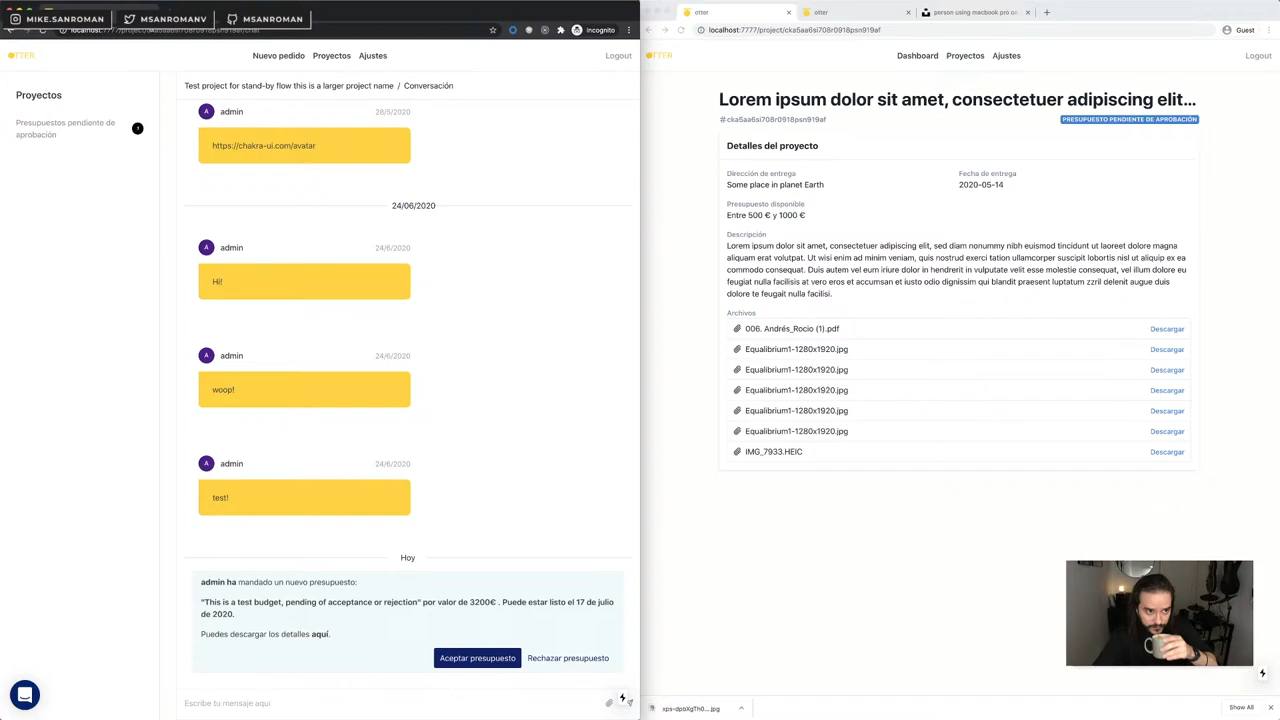 MIKE.SANROMAN
MSANROMANV
MSANROMAN
Incognito
TTER
Nuevo pedido
Proyectos
Ajustes
Logout
Proyectos
Presupuestos pendiente de
aprobación
Test project for stand-by flow this is a larger project name / Conversación
A
admin
28/5/2020
https://chakra-ui.com/avatar
24/06/2020
A
admin
24/6/2020
Hi!
A
admin
24/6/2020
woop!
A
admin
24/6/2020
test!
Hoy
admin ha mandado un nuevo presupuesto:
"This is a test budget, pending of acceptance or rejection" por valor de 3200€ . Puede estar listo el 17 de julio
de 2020.
Puedes descargar los detalles aquí.
Aceptar presupuesto
Rechazar presupuesto
Escribe tu mensaje aquí
otter
otter
person using macbook pro on
localhost:7777/project/cka5aa6si708r0918psn919af
Guest
TTER
Dashboard
Proyectos
Ajustes
Logout
Lorem ipsum dolor sit amet, consectetuer adipiscing elit...
#cka5aa6si708r0918psn919af
PRESUPUESTO PENDIENTE DE APROBACIÓN
Detalles del proyecto
Dirección de entrega
Some place in planet Earth
Fecha de entrega
2020-05-14
Presupuesto disponible
Entre 500 € y 1000 €
Descripción
Lorem ipsum dolor sit amet, consectetuer adipiscing elit, sed diam nonummy nibh euismod tincidunt ut laoreet dolore magna
aliquam erat volutpat. Ut wisi enim ad minim veniam, quis nostrud exerci tation ullamcorper suscipit lobortis nisl ut aliquip ex ea
commodo consequat. Duis autem vel eum iriure dolor in hendrerit in vulputate velit esse molestie consequat, vel illum dolore eu
feugiat nulla facilisis at vero eros et accumsan et iusto odio dignissim qui blandit praesent luptatum zzril delenit augue duis
dolore te feugait nulla facilisi.
Archivos
006. Andrés_Rocio (1).pdf
Descargar
Equalibrium1-1280x1920.jpg
Descargar
Equalibrium1-1280x1920.jpg
Descargar
Equalibrium1-1280x1920.jpg
Descargar
Equalibrium1-1280x1920.jpg
Descargar
Equalibrium1-1280x1920.jpg
Descargar
IMG_7933.HEIC
Descargar
xps-dpbXgTh0....jpg
Show All